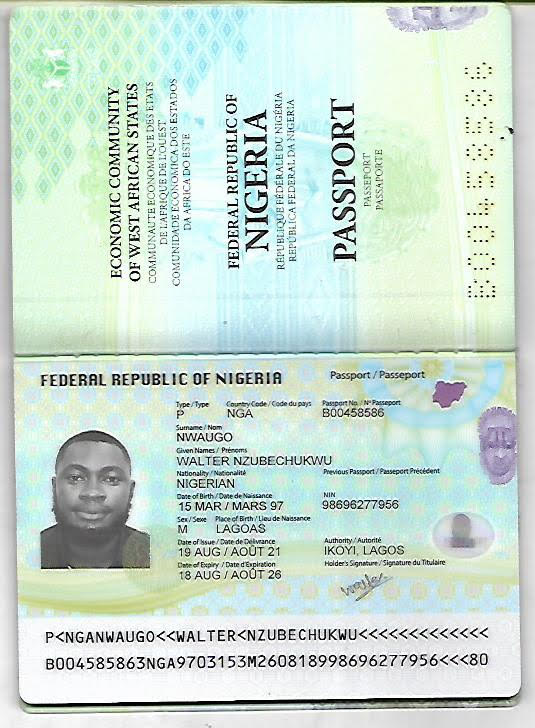 ECONOMIC COMMUNITY
OF WEST AFRICAN STATES
COMMUNAUTE ECONOMIQUE DES ETATS
DE L'AFRIQUE DE L'OUEST
COMUNIDADE ECONOMICA DOS ESTADOS
DA AFRICA DO ESTE
FEDERAL REPUBLIC OF
NIGERIA
RÉPUBLIQUE FÉDÉRALE DU NIGÉRIA
REPÚBLICA FEDERAL DA NIGERIA
PASSPORT
PASSEPORT
PASSAPORTE
B00458586
FEDERAL REPUBLIC OF NIGERIA
Passport / Passeport
Type / Type Country Code / Code du pays Passport No. / N° Passeport
P NGA B00458586
Surname / Nom
NWAUGO
Given Names / Prénoms
WALTER NZUBECHUKWU
Nationality / Nationalité Previous Passport / Passeport Précédent
NIGERIAN
Date of Birth / Date de Naissance NIN
15 MAR / MARS 97 98696277956
Sex / Sexe Place of Birth / Lieu de Naissance
M LAGOAS
Date of Issue / Date de Délivrance Authority / Autorité
19 AUG / AOÛT 21 IKOYI, LAGOS
Date of Expiry / Date d'Expiration Holder's Signature / Signature du Titulaire
18 AUG / AOÛT 26
P<NGANWAUGO<<WALTER<NZUBECHUKWU<<<<<<<<<<<<<
B004585863NGA9703153M260818998696277956<<<80